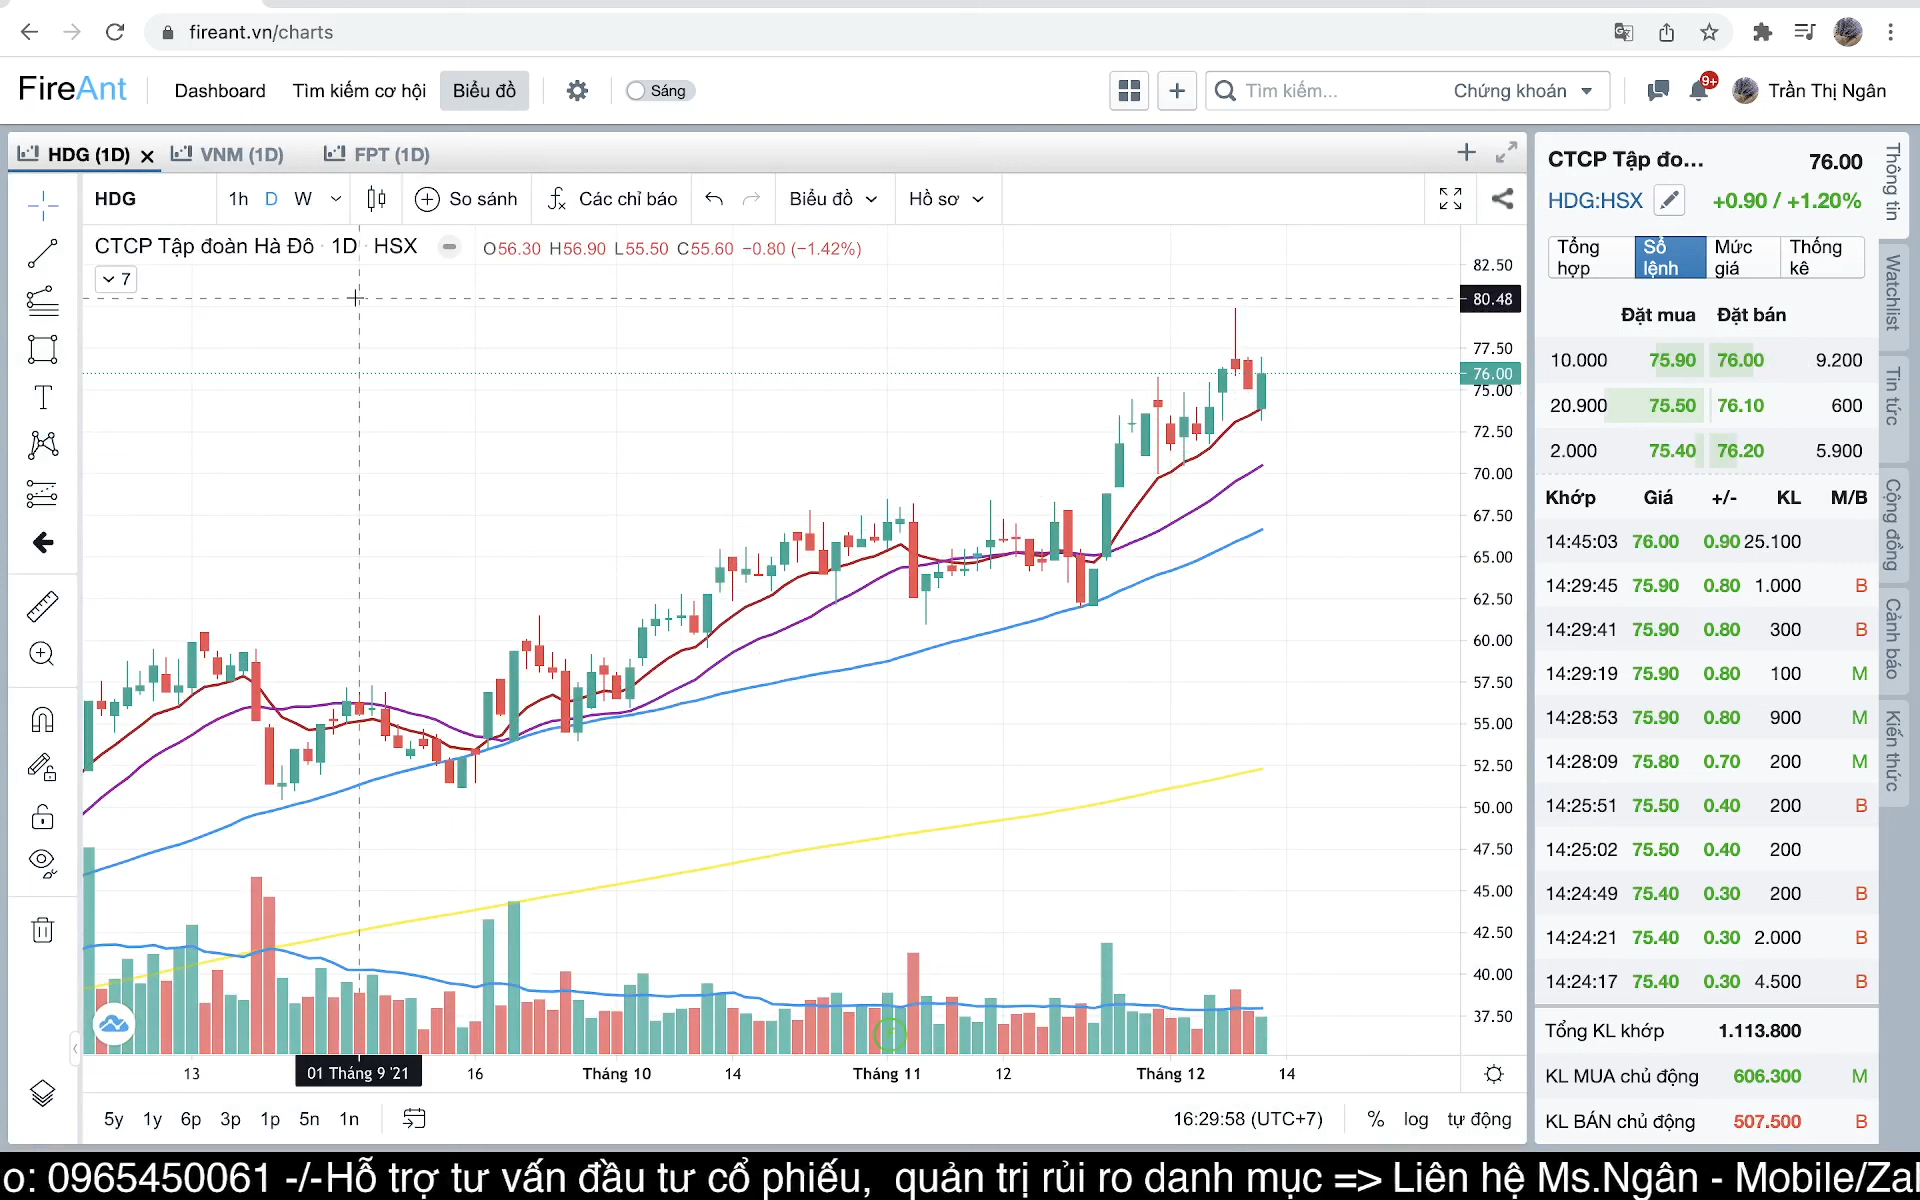 fireant.vn/charts
FireAnt Dashboard Tìm kiếm cơ hội Biểu đồ Sáng Tìm kiếm... Chứng khoán 9+ Trần Thị Ngân
HDG (1D) VNM (1D) FPT (1D)
HDG 1h D W So sánh Các chỉ báo Biểu đồ Hồ sơ
CTCP Tập đoàn Hà Đô · 1D · HSX O56.30 H56.90 L55.50 C55.60 −0.80 (−1.42%)
7
82.50
80.48
77.50
76.00
75.00
72.50
70.00
67.50
65.00
62.50
60.00
57.50
55.00
52.50
50.00
47.50
45.00
42.50
40.00
37.50
F
13 01 Tháng 9 '21 16 Tháng 10 14 Tháng 11 12 Tháng 12 14
5y 1y 6p 3p 1p 5n 1n 16:29:58 (UTC+7) % log tự động
CTCP Tập đo... 76.00
HDG:HSX +0.90 / +1.20%
Tổng hợp Sổ lệnh Mức giá Thống kê
Đặt mua Đặt bán
10.000 75.90 76.00 9.200
20.900 75.50 76.10 600
2.000 75.40 76.20 5.900
Khớp Giá +/- KL M/B
14:45:03 76.00 0.90 25.100
14:29:45 75.90 0.80 1.000 B
14:29:41 75.90 0.80 300 B
14:29:19 75.90 0.80 100 M
14:28:53 75.90 0.80 900 M
14:28:09 75.80 0.70 200 M
14:25:51 75.50 0.40 200 B
14:25:02 75.50 0.40 200
14:24:49 75.40 0.30 200 B
14:24:21 75.40 0.30 2.000 B
14:24:17 75.40 0.30 4.500 B
Tổng KL khớp 1.113.800
KL MUA chủ động 606.300 M
KL BÁN chủ động 507.500 B
Thông tin
Watchlist
Tin tức
Cộng đồng
Cảnh báo
Kiến thức
o: 0965450061 -/-Hỗ trợ tư vấn đầu tư cổ phiếu, quản trị rủi ro danh mục => Liên hệ Ms.Ngân - Mobile/Zal